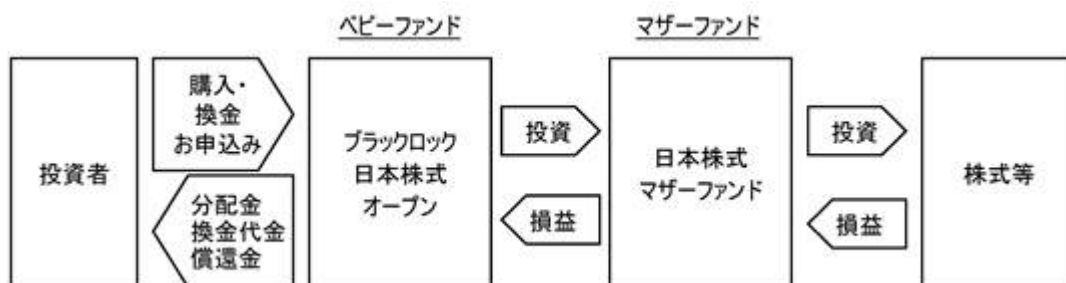 ベビーファンド
マザーファンド
投資者
購入・
換金
お申込み
分配金
換金代金
償還金
ブラックロック
日本株式
オープン
投資
損益
日本株式
マザーファンド
投資
損益
株式等